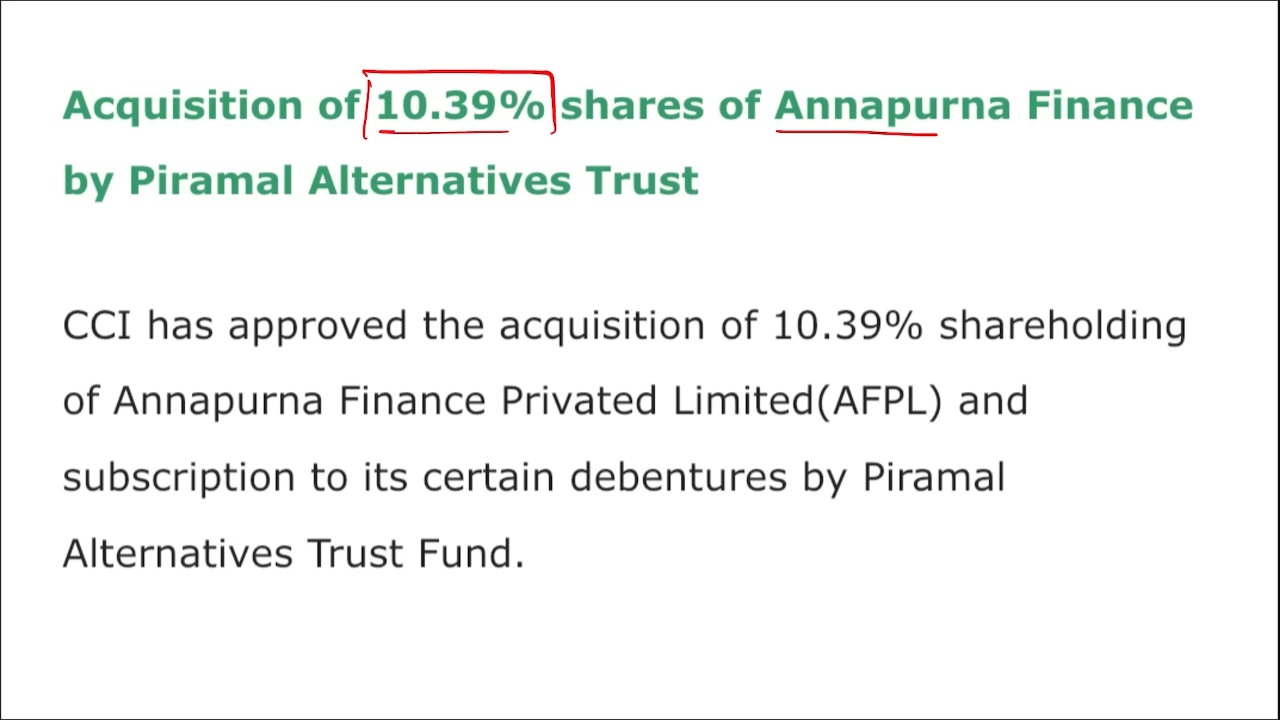 Acquisition of 10.39% shares of Annapurna Finance
by Piramal Alternatives Trust
CCI has approved the acquisition of 10.39% shareholding
of Annapurna Finance Privated Limited(AFPL) and
subscription to its certain debentures by Piramal
Alternatives Trust Fund.